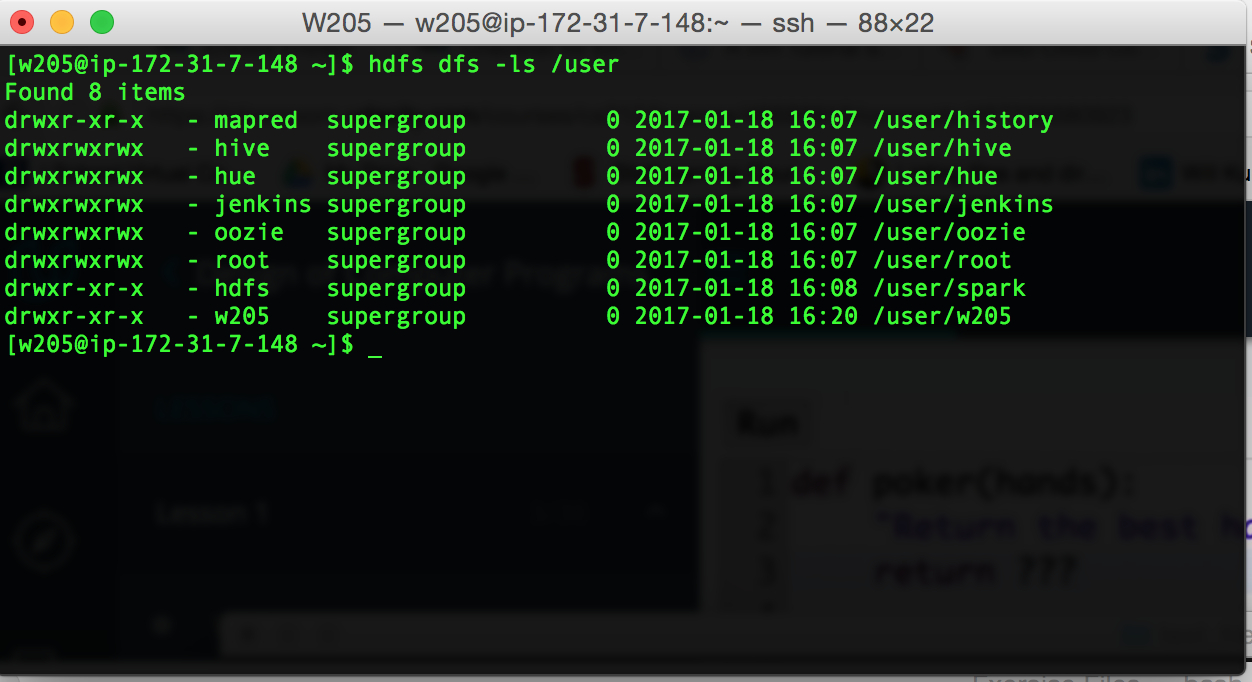 W205 — w205@ip-172-31-7-148:~ — ssh — 88×22
[w205@ip-172-31-7-148 ~]$ hdfs dfs -ls /user
Found 8 items
drwxr-xr-x   - mapred  supergroup          0 2017-01-18 16:07 /user/history
drwxrwxrwx   - hive    supergroup          0 2017-01-18 16:07 /user/hive
drwxrwxrwx   - hue     supergroup          0 2017-01-18 16:07 /user/hue
drwxrwxrwx   - jenkins supergroup          0 2017-01-18 16:07 /user/jenkins
drwxrwxrwx   - oozie   supergroup          0 2017-01-18 16:07 /user/oozie
drwxrwxrwx   - root    supergroup          0 2017-01-18 16:07 /user/root
drwxr-xr-x   - hdfs    supergroup          0 2017-01-18 16:08 /user/spark
drwxr-xr-x   - w205    supergroup          0 2017-01-18 16:20 /user/w205
[w205@ip-172-31-7-148 ~]$ _
Lesson 1
Run
1 def poker(hands):
2 "Return the best
3 return ???